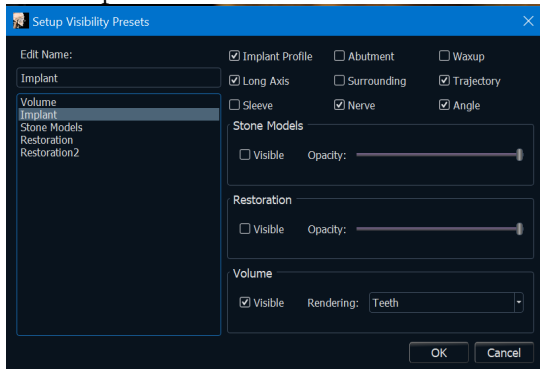 Setup Visibility Presets
Edit Name:
Implant
Volume
Implant
Stone Models
Restoration
Restoration2
Implant Profile Abutment Waxup
Long Axis Surrounding Trajectory
Sleeve Nerve Angle
Stone Models
Visible Opacity:
Restoration
Visible Opacity:
Volume
Visible Rendering: Teeth
OK Cancel